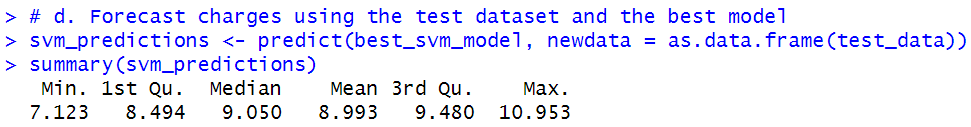 > # d. Forecast charges using the test dataset and the best model
> svm_predictions <- predict(best_svm_model, newdata = as.data.frame(test_data))
> summary(svm_predictions)
   Min. 1st Qu.  Median    Mean 3rd Qu.    Max.
  7.123   8.494   9.050   8.993   9.480  10.953